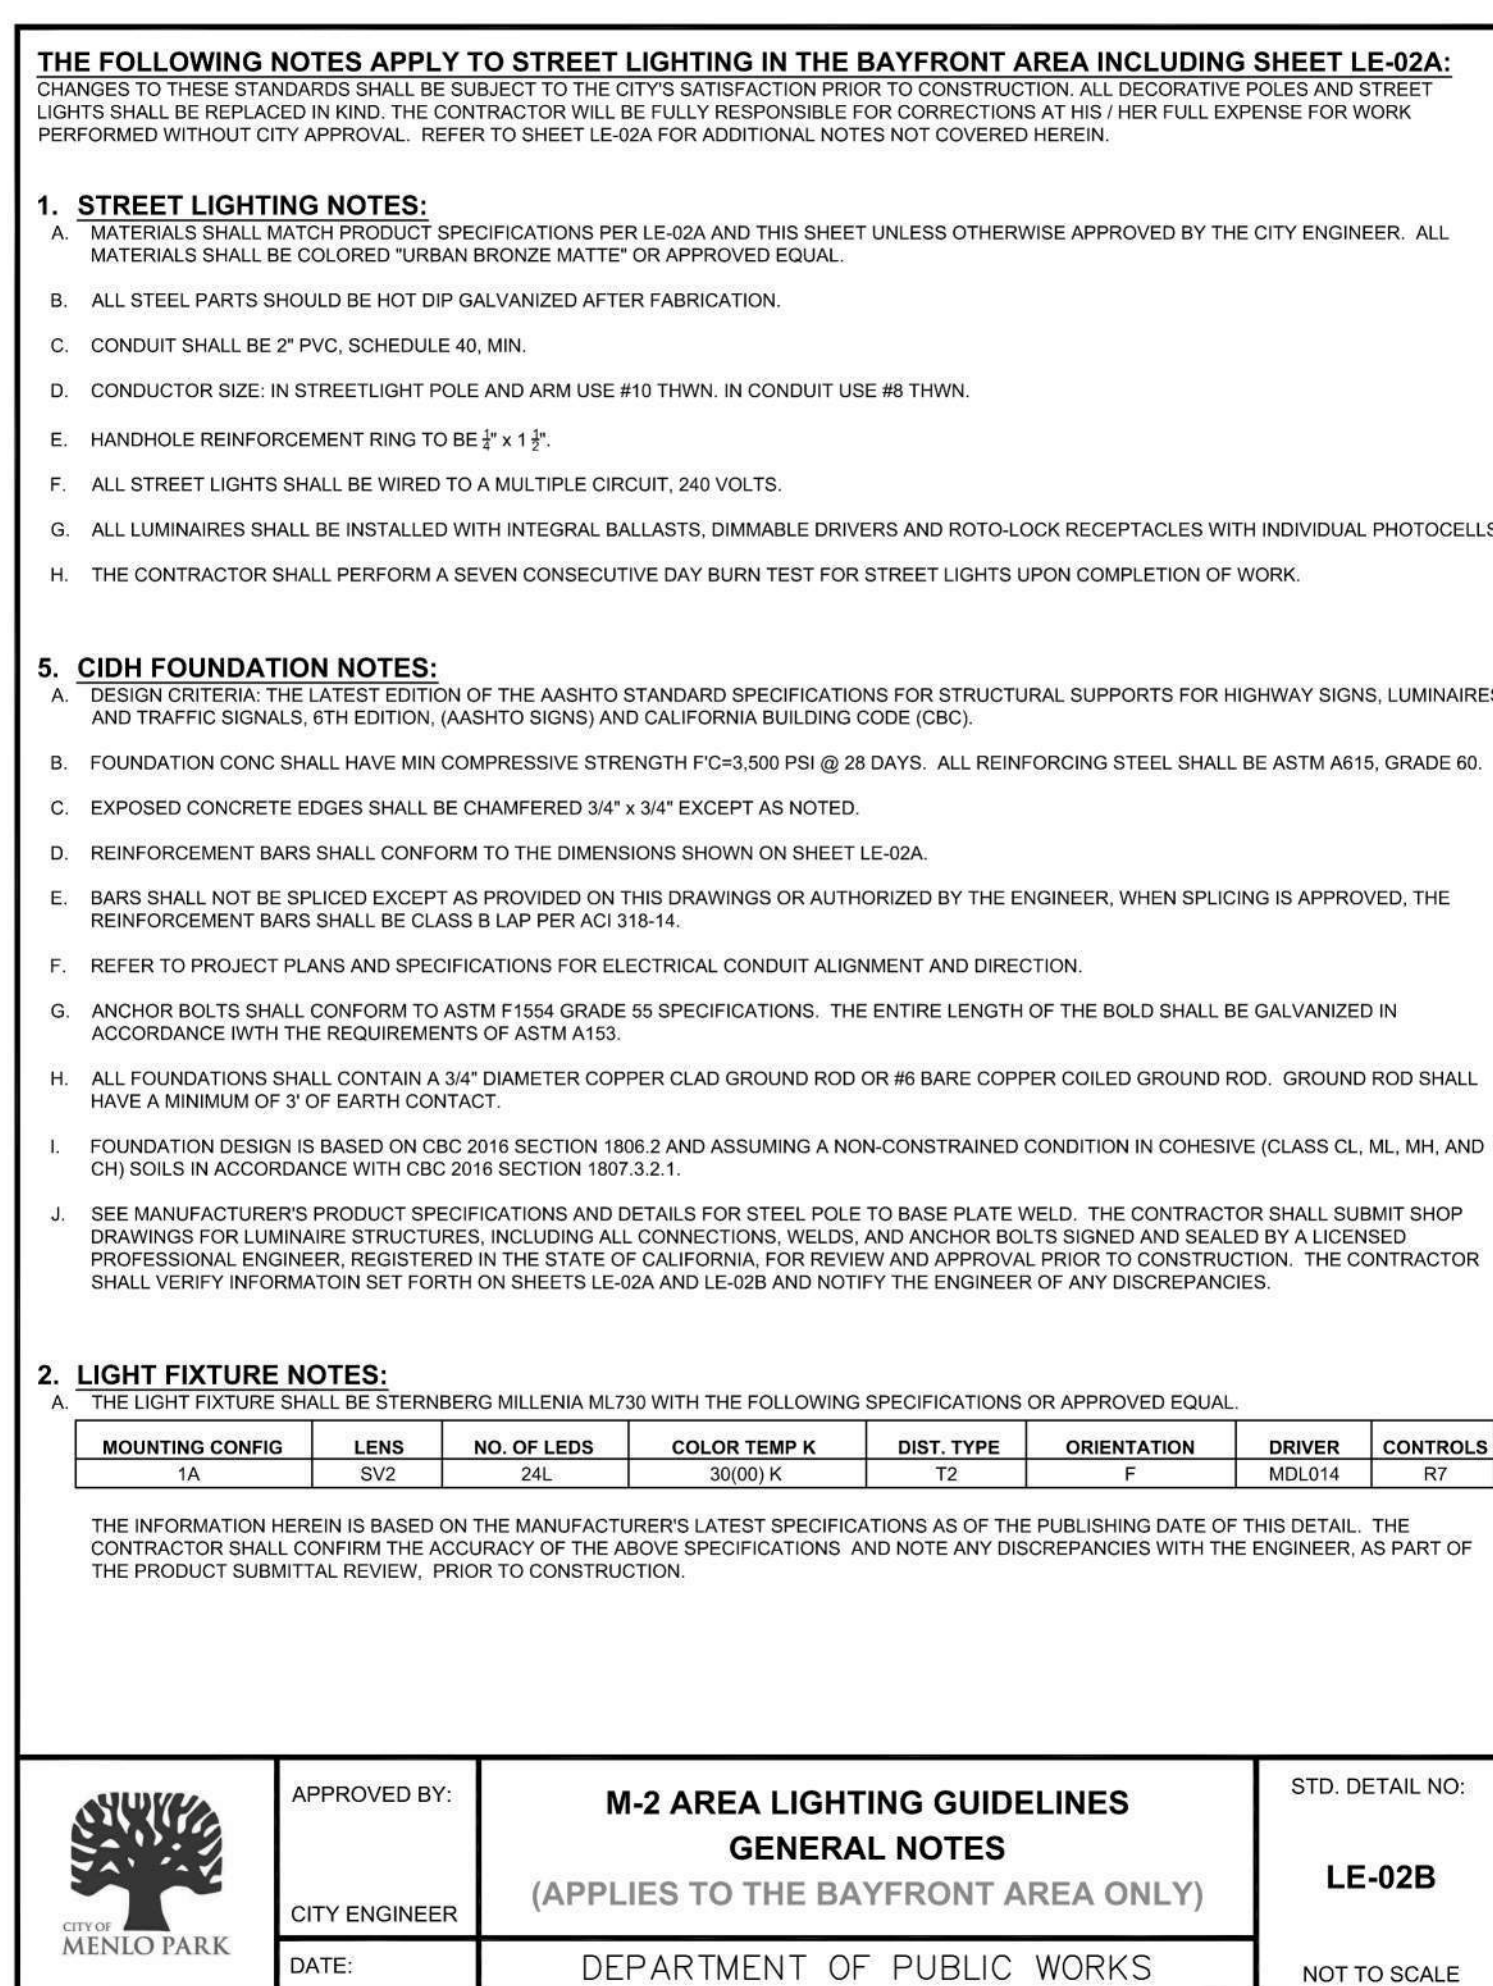 THE FOLLOWING NOTES APPLY TO STREET LIGHTING IN THE BAYFRONT AREA INCLUDING SHEET LE-02A:
CHANGES TO THESE STANDARDS SHALL BE SUBJECT TO THE CITY'S SATISFACTION PRIOR TO CONSTRUCTION. ALL DECORATIVE POLES AND STREET
LIGHTS SHALL BE REPLACED IN KIND. THE CONTRACTOR WILL BE FULLY RESPONSIBLE FOR CORRECTIONS AT HIS / HER FULL EXPENSE FOR WORK
PERFORMED WITHOUT CITY APPROVAL. REFER TO SHEET LE-02A FOR ADDITIONAL NOTES NOT COVERED HEREIN.
1. STREET LIGHTING NOTES:
A. MATERIALS SHALL MATCH PRODUCT SPECIFICATIONS PER LE-02A AND THIS SHEET UNLESS OTHERWISE APPROVED BY THE CITY ENGINEER. ALL
MATERIALS SHALL BE COLORED "URBAN BRONZE MATTE" OR APPROVED EQUAL.
B. ALL STEEL PARTS SHOULD BE HOT DIP GALVANIZED AFTER FABRICATION.
C. CONDUIT SHALL BE 2" PVC, SCHEDULE 40, MIN.
D. CONDUCTOR SIZE: IN STREETLIGHT POLE AND ARM USE #10 THWN. IN CONDUIT USE #8 THWN.
E. HANDHOLE REINFORCEMENT RING TO BE 1/4" x 1 1/2".
F. ALL STREET LIGHTS SHALL BE WIRED TO A MULTIPLE CIRCUIT, 240 VOLTS.
G. ALL LUMINAIRES SHALL BE INSTALLED WITH INTEGRAL BALLASTS, DIMMABLE DRIVERS AND ROTO-LOCK RECEPTACLES WITH INDIVIDUAL PHOTOCELLS
H. THE CONTRACTOR SHALL PERFORM A SEVEN CONSECUTIVE DAY BURN TEST FOR STREET LIGHTS UPON COMPLETION OF WORK.
5. CIDH FOUNDATION NOTES:
A. DESIGN CRITERIA: THE LATEST EDITION OF THE AASHTO STANDARD SPECIFICATIONS FOR STRUCTURAL SUPPORTS FOR HIGHWAY SIGNS, LUMINAIRES
AND TRAFFIC SIGNALS, 6TH EDITION, (AASHTO SIGNS) AND CALIFORNIA BUILDING CODE (CBC).
B. FOUNDATION CONC SHALL HAVE MIN COMPRESSIVE STRENGTH F'C=3,500 PSI @ 28 DAYS. ALL REINFORCING STEEL SHALL BE ASTM A615, GRADE 60.
C. EXPOSED CONCRETE EDGES SHALL BE CHAMFERED 3/4" x 3/4" EXCEPT AS NOTED.
D. REINFORCEMENT BARS SHALL CONFORM TO THE DIMENSIONS SHOWN ON SHEET LE-02A.
E. BARS SHALL NOT BE SPLICED EXCEPT AS PROVIDED ON THIS DRAWINGS OR AUTHORIZED BY THE ENGINEER, WHEN SPLICING IS APPROVED, THE
REINFORCEMENT BARS SHALL BE CLASS B LAP PER ACI 318-14.
F. REFER TO PROJECT PLANS AND SPECIFICATIONS FOR ELECTRICAL CONDUIT ALIGNMENT AND DIRECTION.
G. ANCHOR BOLTS SHALL CONFORM TO ASTM F1554 GRADE 55 SPECIFICATIONS. THE ENTIRE LENGTH OF THE BOLD SHALL BE GALVANIZED IN
ACCORDANCE IWTH THE REQUIREMENTS OF ASTM A153.
H. ALL FOUNDATIONS SHALL CONTAIN A 3/4" DIAMETER COPPER CLAD GROUND ROD OR #6 BARE COPPER COILED GROUND ROD. GROUND ROD SHALL
HAVE A MINIMUM OF 3' OF EARTH CONTACT.
I. FOUNDATION DESIGN IS BASED ON CBC 2016 SECTION 1806.2 AND ASSUMING A NON-CONSTRAINED CONDITION IN COHESIVE (CLASS CL, ML, MH, AND
CH) SOILS IN ACCORDANCE WITH CBC 2016 SECTION 1807.3.2.1.
J. SEE MANUFACTURER'S PRODUCT SPECIFICATIONS AND DETAILS FOR STEEL POLE TO BASE PLATE WELD. THE CONTRACTOR SHALL SUBMIT SHOP
DRAWINGS FOR LUMINAIRE STRUCTURES, INCLUDING ALL CONNECTIONS, WELDS, AND ANCHOR BOLTS SIGNED AND SEALED BY A LICENSED
PROFESSIONAL ENGINEER, REGISTERED IN THE STATE OF CALIFORNIA, FOR REVIEW AND APPROVAL PRIOR TO CONSTRUCTION. THE CONTRACTOR
SHALL VERIFY INFORMATOIN SET FORTH ON SHEETS LE-02A AND LE-02B AND NOTIFY THE ENGINEER OF ANY DISCREPANCIES.
2. LIGHT FIXTURE NOTES:
A. THE LIGHT FIXTURE SHALL BE STERNBERG MILLENIA ML730 WITH THE FOLLOWING SPECIFICATIONS OR APPROVED EQUAL.
MOUNTING CONFIG LENS NO. OF LEDS COLOR TEMP K DIST. TYPE ORIENTATION DRIVER CONTROLS
1A SV2 24L 30(00) K T2 F MDL014 R7
THE INFORMATION HEREIN IS BASED ON THE MANUFACTURER'S LATEST SPECIFICATIONS AS OF THE PUBLISHING DATE OF THIS DETAIL. THE
CONTRACTOR SHALL CONFIRM THE ACCURACY OF THE ABOVE SPECIFICATIONS AND NOTE ANY DISCREPANCIES WITH THE ENGINEER, AS PART OF
THE PRODUCT SUBMITTAL REVIEW, PRIOR TO CONSTRUCTION.
CITY OF
MENLO PARK
APPROVED BY:
CITY ENGINEER
DATE:
M-2 AREA LIGHTING GUIDELINES
GENERAL NOTES
(APPLIES TO THE BAYFRONT AREA ONLY)
DEPARTMENT OF PUBLIC WORKS
STD. DETAIL NO:
LE-02B
NOT TO SCALE